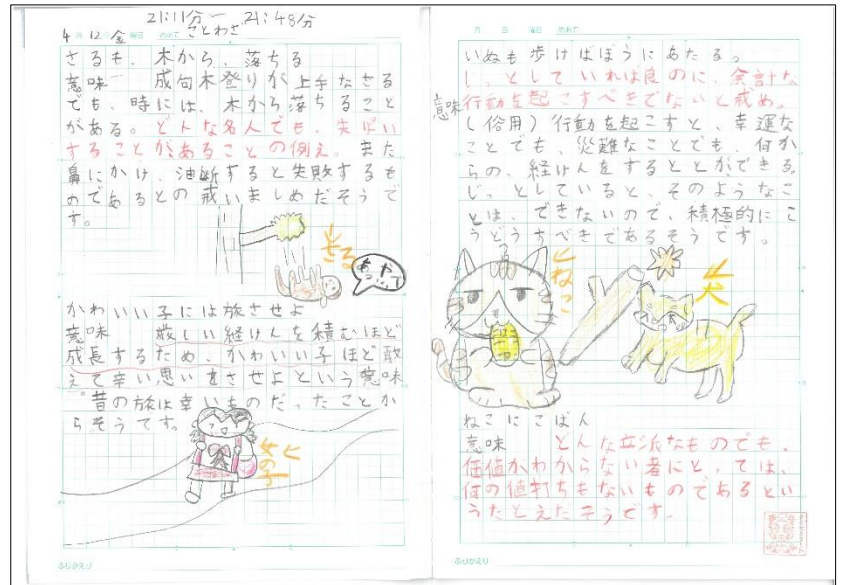 21:11分ー21:48分
4月12日金曜日 めあて ことわざ
さるも、木から、落ちる
意味 成句木登りが上手なさる
でも、時には、木から落ちること
がある。どんな名人でも、失ぱい
することがあることの例え。また
鼻にかけ、油断すると失敗するも
のであるとの戒いましめだそうで
す。
さる
かわいい子には旅させよ
意味 厳しい経けんを積むほど
成長するため、かわいい子ほど敢
えて辛い思いをさせよという意味
。昔の旅は辛いものだったことか
らそうです。
女の子
ふりかえり
月 日 曜日 めあて
いぬも歩けばぼうにあたる。
じっとしていれば良のに、余計な
意味 行動を起こすべきでないと戒め。
(俗用)行動を起こすと、幸運な
ことでも、災難なことでも、何か
らの、経けんをするととができる。
じっとしていると、そのようなこ
とは、できないので、積極的にこ
うどうすべきであるそうです。
ねこ
犬
ねこにこばん
意味 どんな立派なものでも、
価値かわからない者にとっては、
何の値打ちもないものであるとい
うたとえだそうです。
ふりかえり